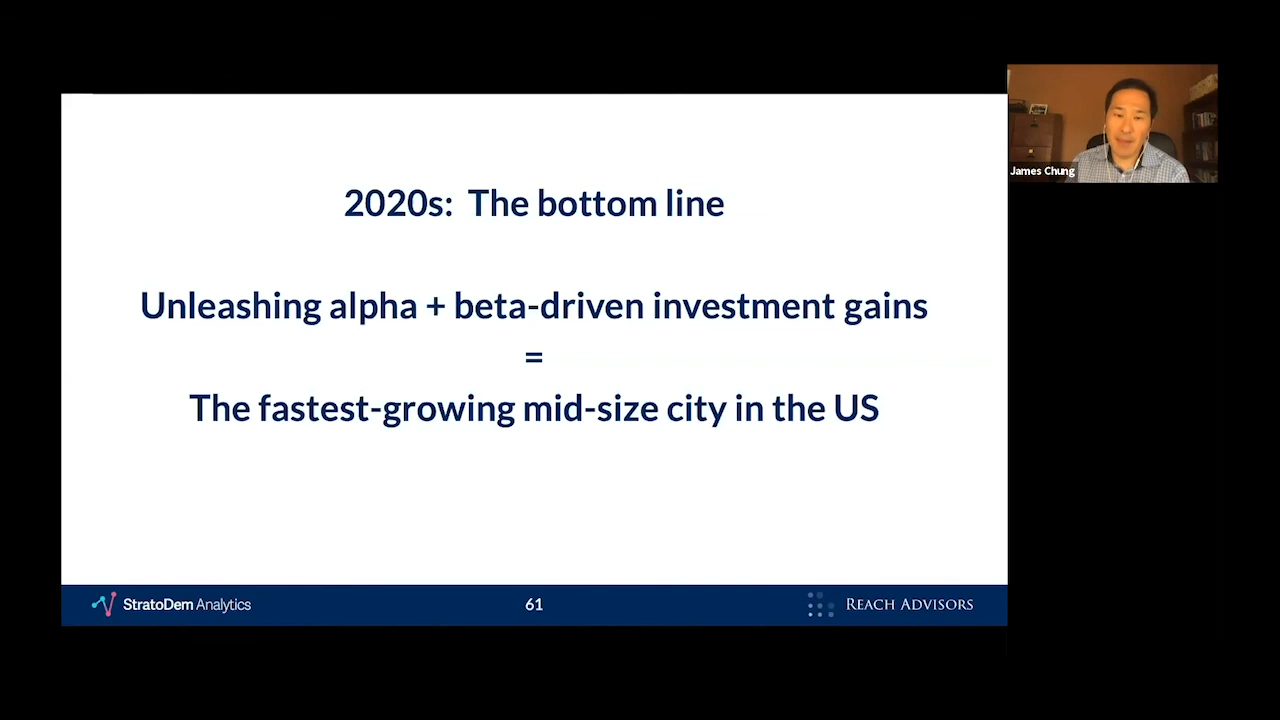 2020s: The bottom line
Unleashing alpha + beta-driven investment gains
=
The fastest-growing mid-size city in the US
StratoDem Analytics
61
REACH ADVISORS
James Chung